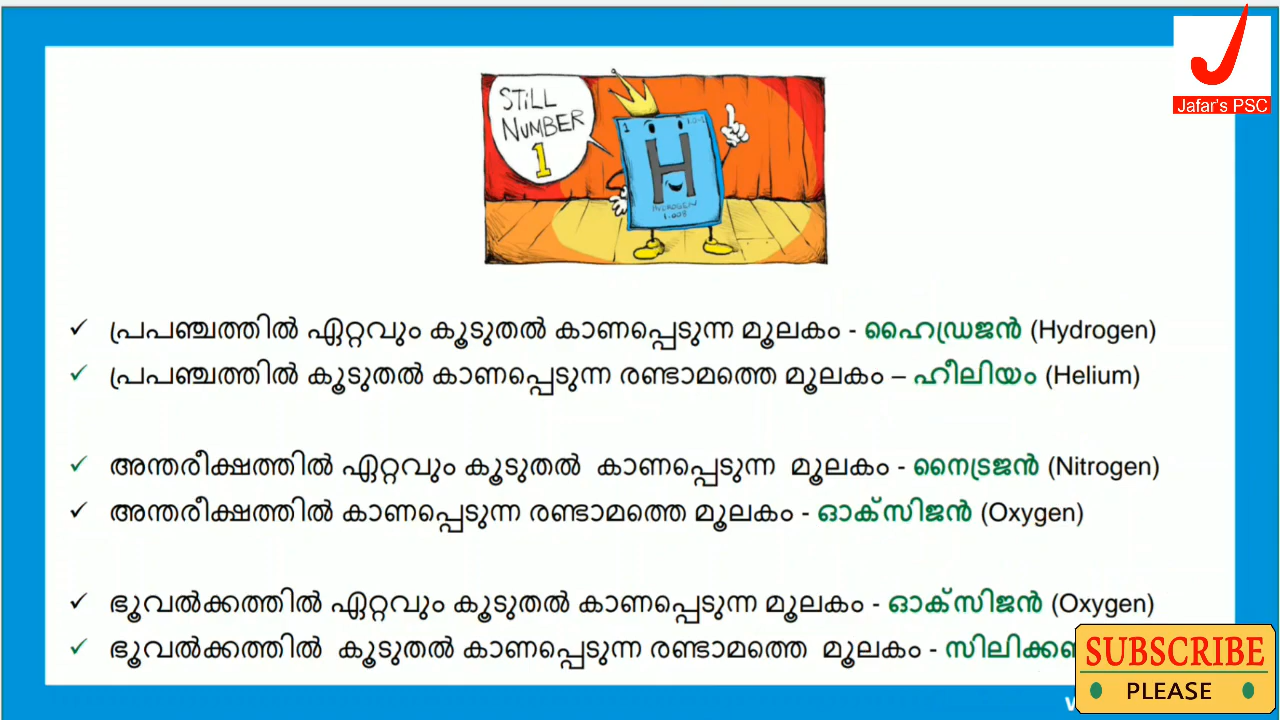 STILL
NUMBER
1
1
H
HYDROGEN
1.008
Jafar's PSC
✓ പ്രപഞ്ചത്തിൽ ഏറ്റവും കൂടുതൽ കാണപ്പെടുന്ന മൂലകം - ഹൈഡ്രജൻ (Hydrogen)
✓ പ്രപഞ്ചത്തിൽ കൂടുതൽ കാണപ്പെടുന്ന രണ്ടാമത്തെ മൂലകം – ഹീലിയം (Helium)
✓ അന്തരീക്ഷത്തിൽ ഏറ്റവും കൂടുതൽ കാണപ്പെടുന്ന മൂലകം - നൈട്രജൻ (Nitrogen)
✓ അന്തരീക്ഷത്തിൽ കാണപ്പെടുന്ന രണ്ടാമത്തെ മൂലകം - ഓക്സിജൻ (Oxygen)
✓ ഭൂവൽക്കത്തിൽ ഏറ്റവും കൂടുതൽ കാണപ്പെടുന്ന മൂലകം - ഓക്സിജൻ (Oxygen)
✓ ഭൂവൽക്കത്തിൽ കൂടുതൽ കാണപ്പെടുന്ന രണ്ടാമത്തെ മൂലകം -
SUBSCRIBE
PLEASE